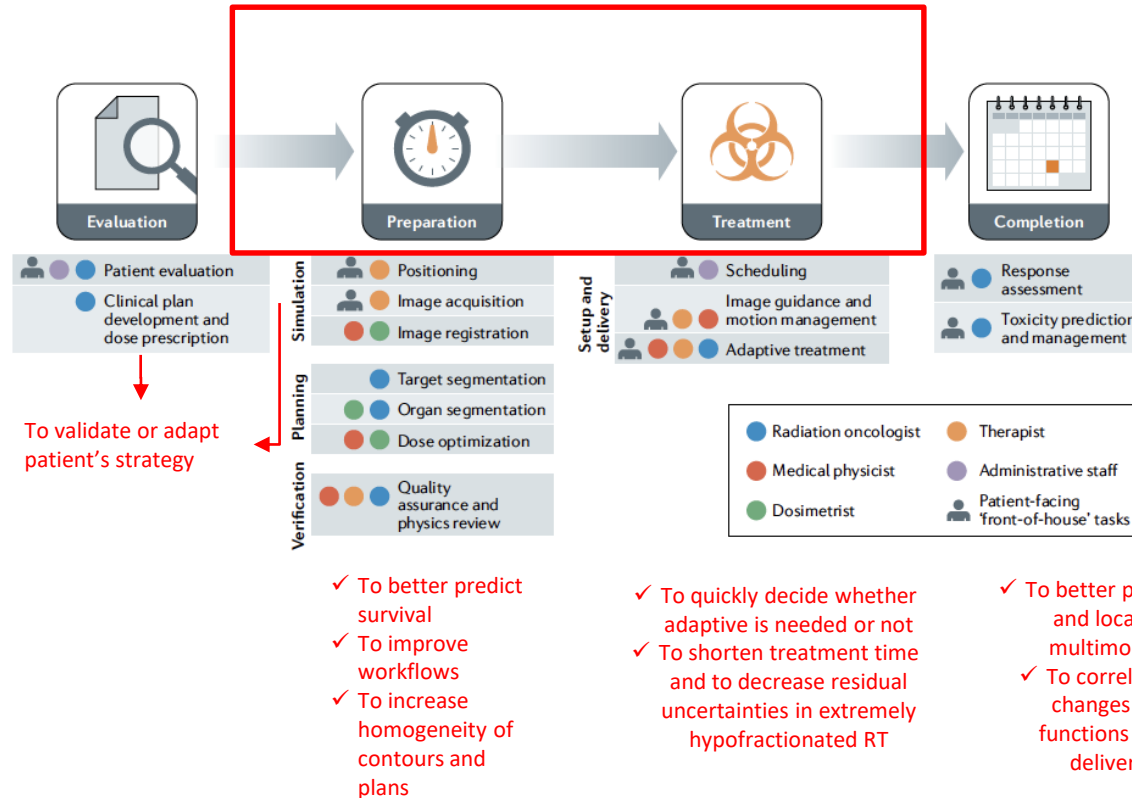 Evaluation
Preparation
Treatment
Completion
Patient evaluation
Clinical plan
development and
dose prescription
To validate or adapt
patient's strategy
Simulation
Positioning
Image acquisition
Image registration
Planning
Target segmentation
Organ segmentation
Dose optimization
Verification
Quality
assurance and
physics review
✓ To better predict
survival
✓ To improve
workflows
✓ To increase
homogeneity of
contours and
plans
Setup and
delivery
Scheduling
Image guidance and
motion management
Adaptive treatment
Response
assessment
Toxicity prediction
and management
Radiation oncologist
Therapist
Medical physicist
Administrative staff
Dosimetrist
Patient-facing
'front-of-house' tasks
✓ To quickly decide whether
adaptive is needed or not
✓ To shorten treatment time
and to decrease residual
uncertainties in extremely
hypofractionated RT
✓ To better
and
✓ To
changes
functions